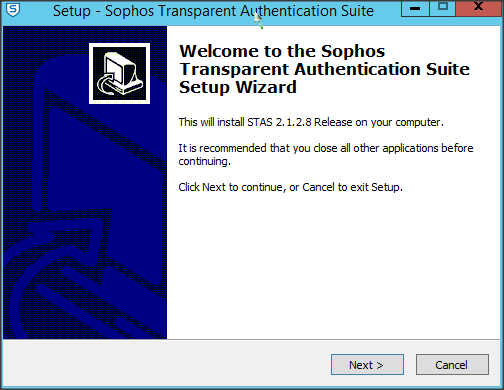 Setup - Sophos Transparent Authentication Suite
Welcome to the Sophos
Transparent Authentication Suite
Setup Wizard
This will install STAS 2.1.2.8 Release on your computer.
It is recommended that you close all other applications before
continuing.
Click Next to continue, or Cancel to exit Setup.
Next >
Cancel